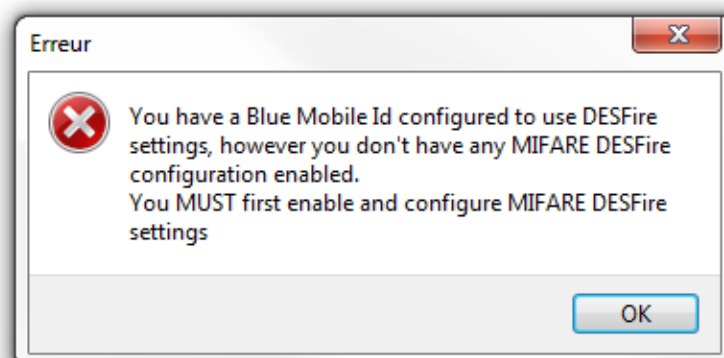 Erreur
You have a Blue Mobile Id configured to use DESFire
settings, however you don't have any MIFARE DESFire
configuration enabled.
You MUST first enable and configure MIFARE DESFire
settings
OK